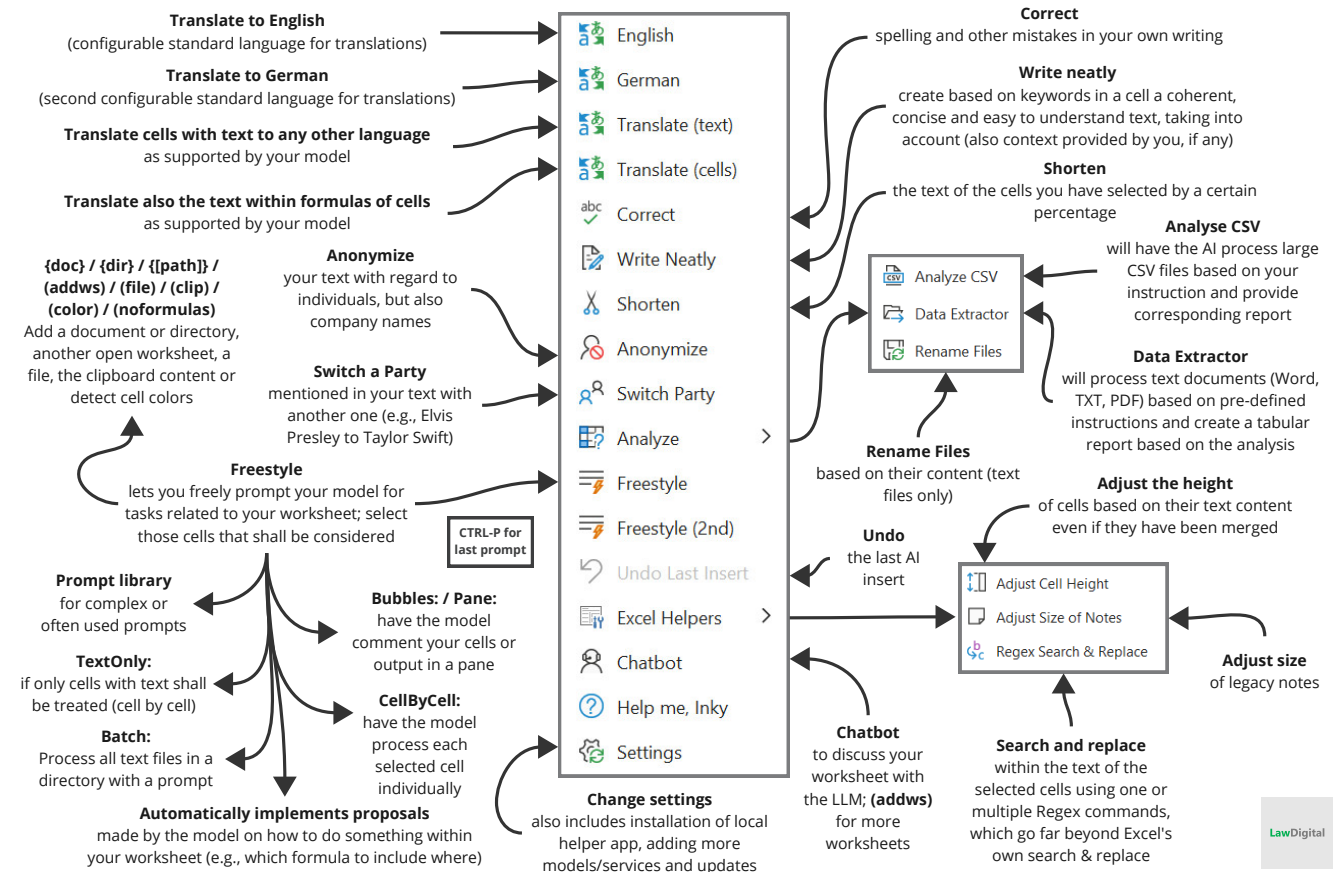 Translate to English
(configurable standard language for translations)
Translate to German
(second configurable standard language for translations)
Translate cells with text to any other language
as supported by your model
Translate also the text within formulas of cells
as supported by your model
Anonymize
your text with regard to
individuals, but also
company names
{doc} / {dir} / {[path]} /
(addws) / (file) / (clip) /
(color) / (noformulas)
Add a document or directory,
another open worksheet, a
file, the clipboard content or
detect cell colors
Switch a Party
mentioned in your text with
another one (e.g., Elvis
Presley to Taylor Swift)
Freestyle
lets you freely prompt your model for
tasks related to your worksheet; select
those cells that shall be considered
CTRL-P for
last prompt
Prompt library
for complex or
often used prompts
TextOnly:
if only cells with text shall
be treated (cell by cell)
Batch:
Process all text files in a
directory with a prompt
Bubbles: / Pane:
have the model
comment your cells or
output in a pane
CellByCell:
have the model
process each
selected cell
individually
Automatically implements proposals
made by the model on how to do something within
your worksheet (e.g., which formula to include where)
English
German
Translate (text)
Translate (cells)
abc
Correct
Write Neatly
Shorten
Anonymize
Switch Party
Analyze
Freestyle
Freestyle (2nd)
Undo Last Insert
Excel Helpers
Chatbot
Help me, Inky
Settings
Change settings
also includes installation of local
helper app, adding more
models/services and updates
Correct
spelling and other mistakes in your own writing
Write neatly
create based on keywords in a cell a coherent,
concise and easy to understand text, taking into
account (also context provided by you, if any)
Shorten
the text of the cells you have selected by a certain
percentage
Analyse CSV
will have the AI process large
CSV files based on your
instruction and provide
corresponding report
CSV
Analyze CSV
Data Extractor
Rename Files
Data Extractor
will process text documents (Word,
TXT, PDF) based on pre-defined
instructions and create a tabular
report based on the analysis
Rename Files
based on their content (text
files only)
Adjust the height
of cells based on their text content
even if they have been merged
Undo
the last AI
insert
Adjust Cell Height
Adjust Size of Notes
b
c
Regex Search & Replace
Adjust size
of legacy notes
Chatbot
to discuss your
worksheet with
the LLM; (addws)
for more
worksheets
Search and replace
within the text of the
selected cells using one or
multiple Regex commands,
which go far beyond Excel's
own search & replace
LawDigital